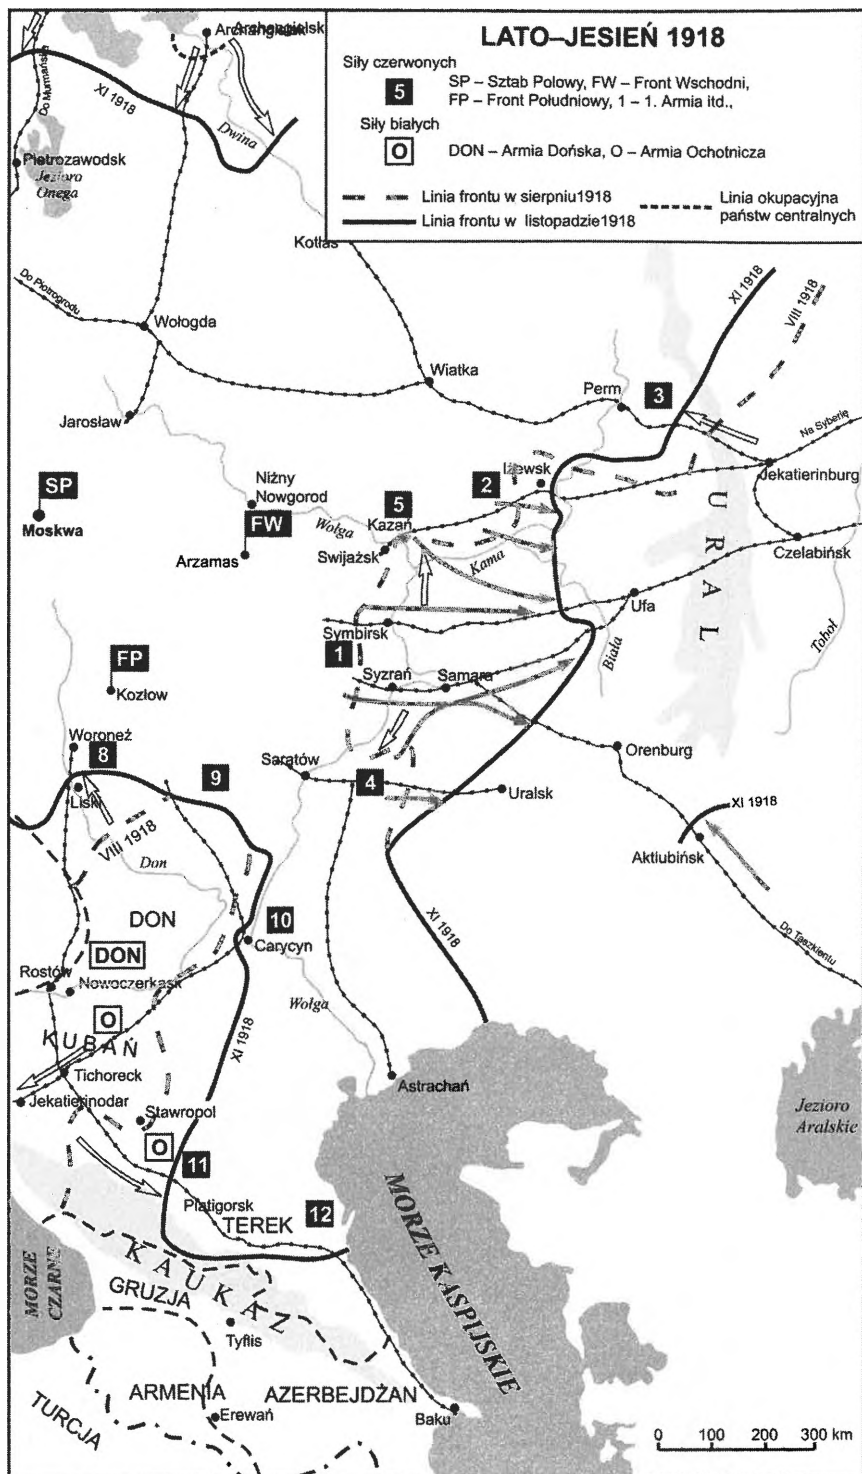 Archangielsk
LATO–JESIEŃ 1918
Siły czerwonych
5
SP – Sztab Polowy, FW – Front Wschodni,
FP – Front Południowy, 1 – 1. Armia itd.,
Siły białych
O
DON – Armia Dońska, O – Armia Ochotnicza
Linia frontu w sierpniu1918
Linia frontu w listopadzie1918
Linia okupacyjna
państw centralnych
Do Murmańska
XI 1918
Dwina
Pietrozawodsk
Jezioro
Onega
Kotłas
XI 1918
VIII 1918
Do Piotrogrodu
Wołogda
Wiatka
Perm
3
Jarosław
Na Syberię
Jekatierinburg
SP
Moskwa
Niżny
Nowgorod
FW
Arzamas
Wołga
5
Kazań
Swijażsk
2
Iżewsk
Kama
URAL
Czelabińsk
Ufa
Symbirsk
Biała
Toboł
1
FP
Kozłow
Syzrań
Samara
Woroneż
8
9
Liski
VIII 1918
Saratów
4
Uralsk
Orenburg
XI 1918
Aktiubińsk
Don
DON
DON
10
Carycyn
XI 1918
Do Taszkientu
Rostów
Nowoczerkask
O
KUBAŃ
Wołga
XI 1918
Tichoreck
Jekatierinodar
Astrachań
Stawropol
O
11
Jezioro
Aralskie
Piatigorsk
TEREK
12
MORZE KASPIJSKIE
MORZE
CZARNE
KAUKAZ
GRUZJA
Tyflis
ARMENIA
AZERBEJDŻAN
TURCJA
Erewań
Baku
0 100 200 300 km